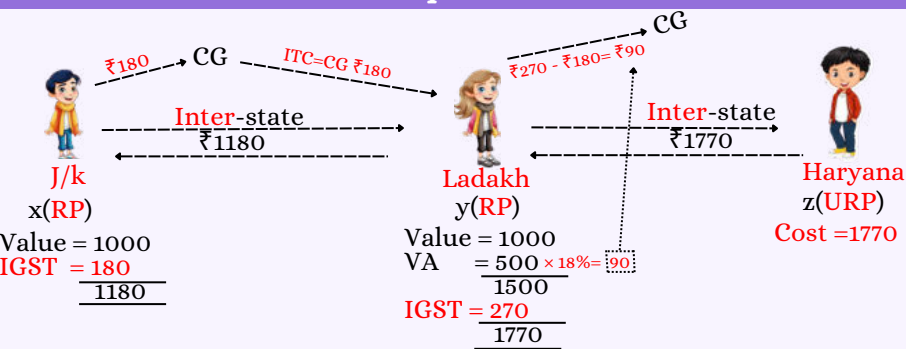 ₹180
CG
ITC=CG ₹180
₹270 - ₹180= ₹90
CG
Inter-state
₹1180
Inter-state
₹1770
J/k
x(RP)
Value = 1000
IGST = 180
1180
Ladakh
y(RP)
Value = 1000
VA = 500 × 18%= 90
1500
IGST = 270
1770
Haryana
z(URP)
Cost =1770